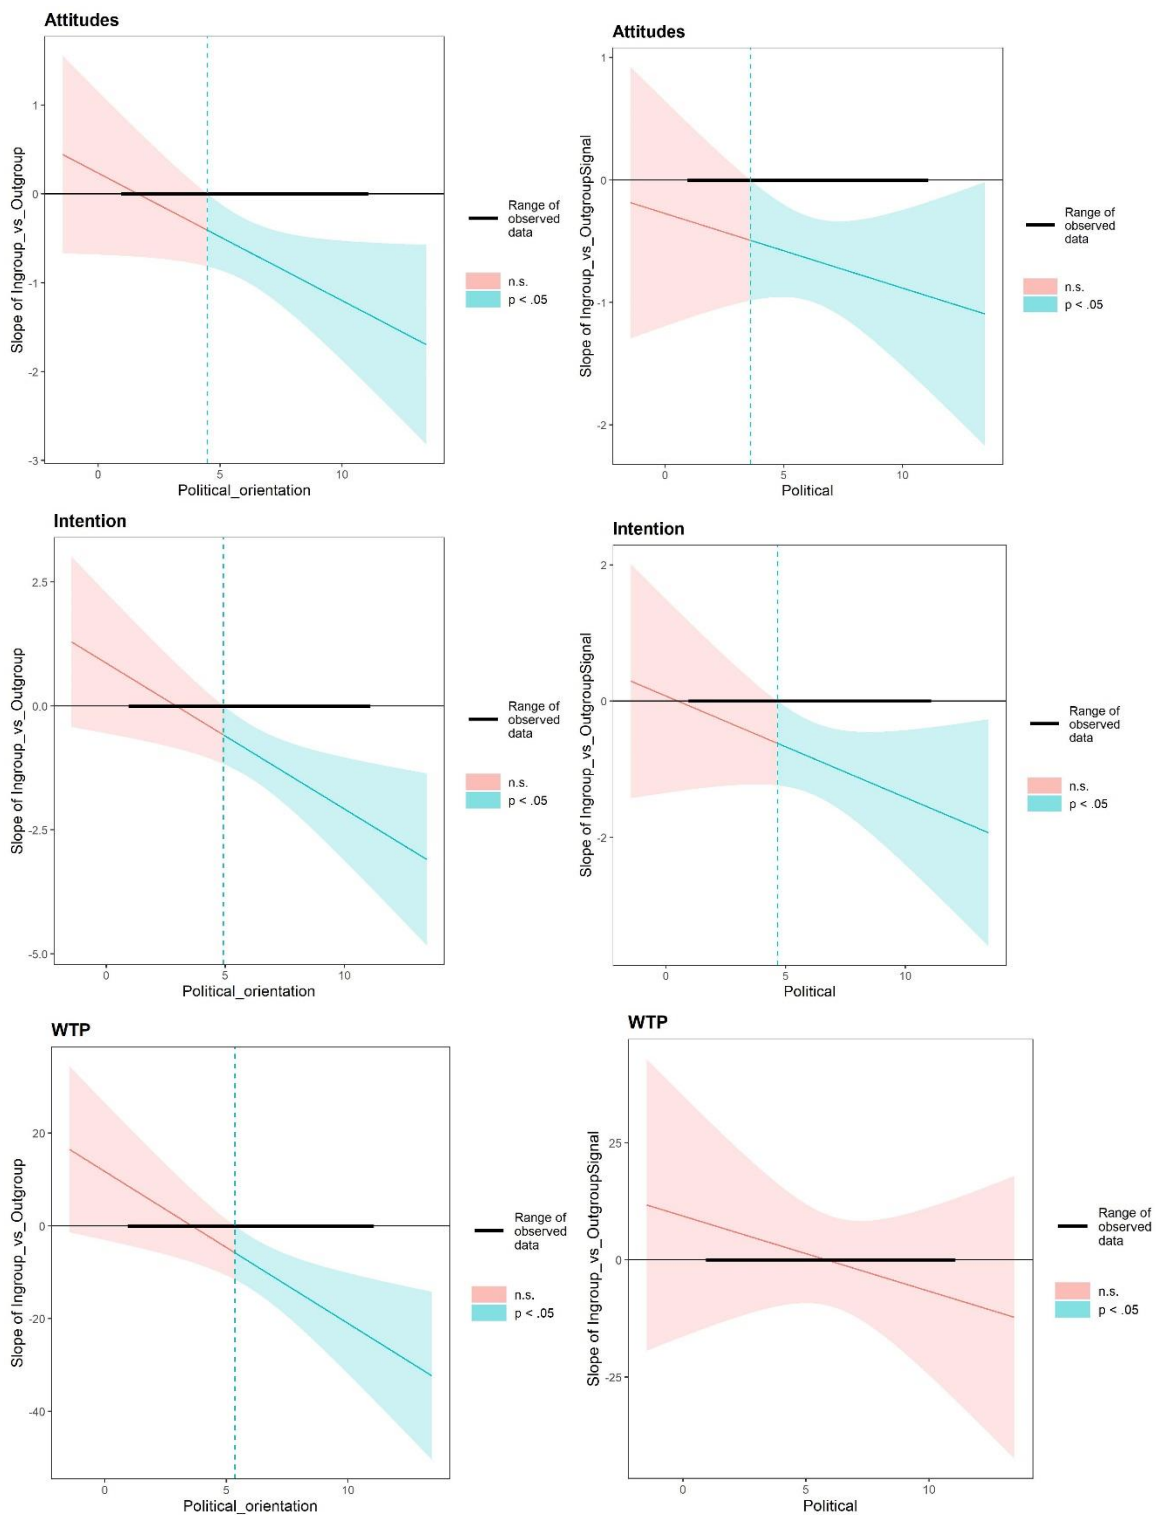 Attitudes
Slope of Ingroup_vs_Outgroup
1
0
-1
-2
-3
0
5
10
Political_orientation
Range of
observed
data
n.s.
p < .05
Attitudes
Slope of Ingroup_vs_OutgroupSignal
1
0
-1
-2
0
5
10
Political
Range of
observed
data
n.s.
p < .05
Intention
Slope of Ingroup_vs_Outgroup
2.5
0.0
-2.5
-5.0
0
5
10
Political_orientation
Range of
observed
data
n.s.
p < .05
Intention
Slope of Ingroup_vs_OutgroupSignal
2
0
-2
0
5
10
Political
Range of
observed
data
n.s.
p < .05
WTP
Slope of Ingroup_vs_Outgroup
20
0
-20
-40
0
5
10
Political_orientation
Range of
observed
data
n.s.
p < .05
WTP
Slope of Ingroup_vs_OutgroupSignal
25
0
-25
0
5
10
Political
Range of
observed
data
n.s.
p < .05